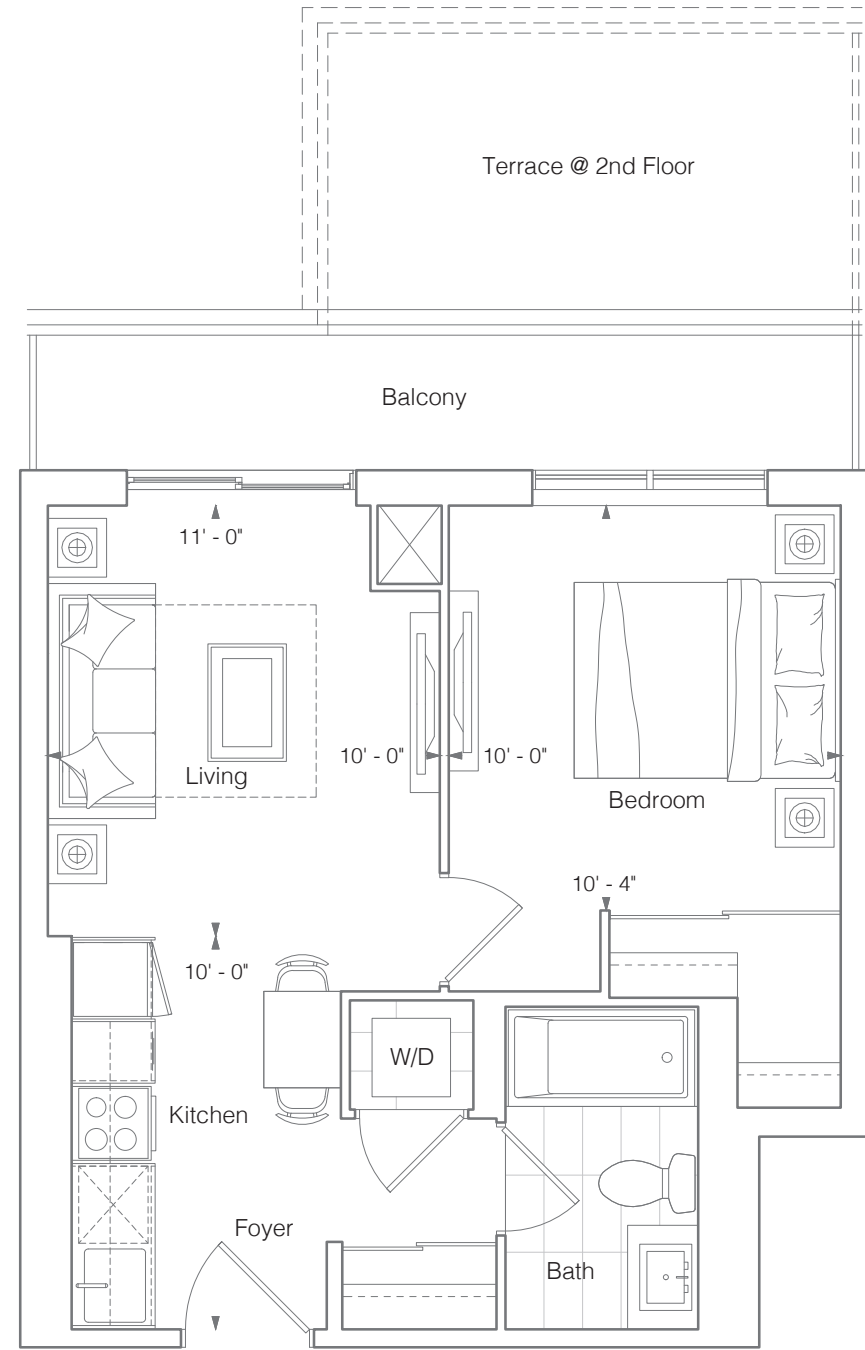 Terrace @ 2nd Floor
Balcony
11' - 0"
10' - 0"
10' - 0"
Living
Bedroom
10' - 4"
10' - 0"
W/D
Kitchen
Foyer
Bath